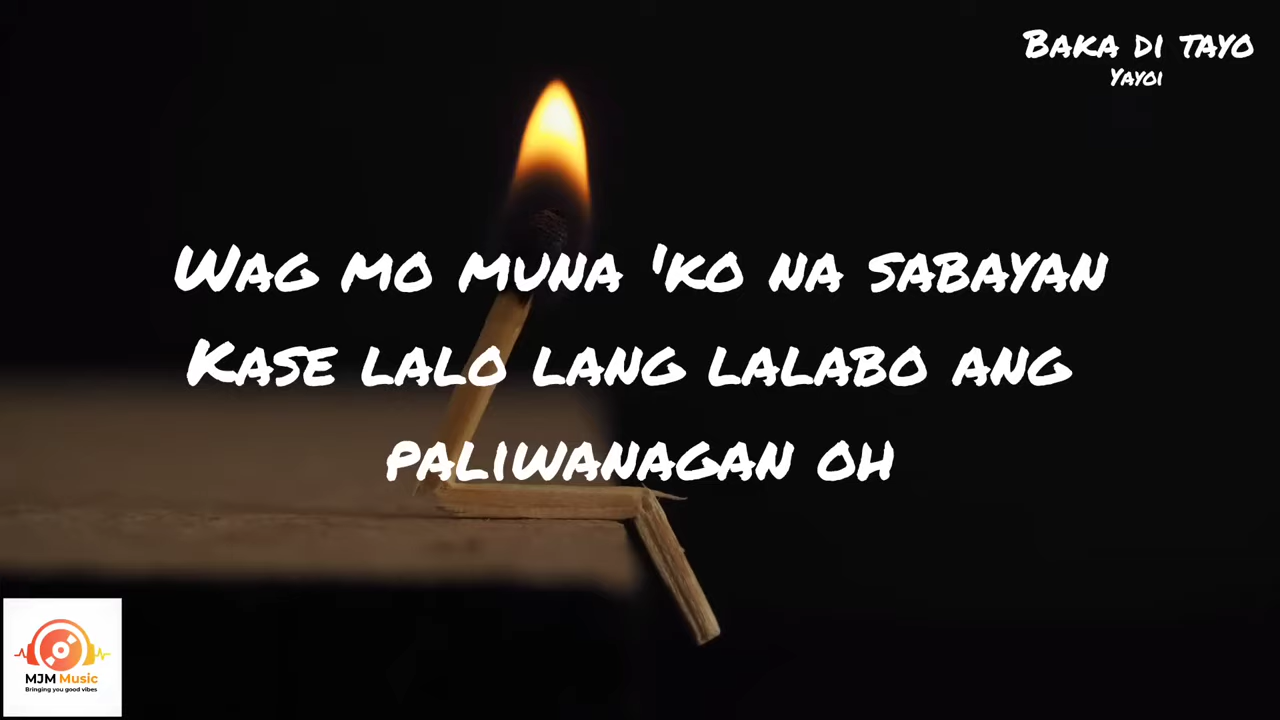 Baka di tayo
Yayoi
Wag mo muna 'ko na sabayan
Kase lalo lang lalabo ang
paliwanagan oh
MJM Music
Bringing you good vibes